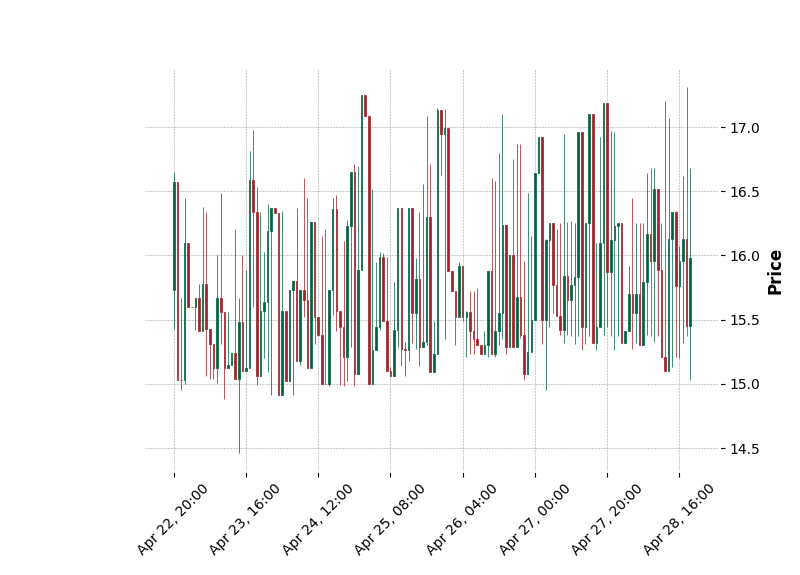 17.0
16.5
16.0
15.5
15.0
14.5
Price
Apr 22, 20:00
Apr 23, 16:00
Apr 24, 12:00
Apr 25, 08:00
Apr 26, 04:00
Apr 27, 00:00
Apr 27, 20:00
Apr 28, 16:00